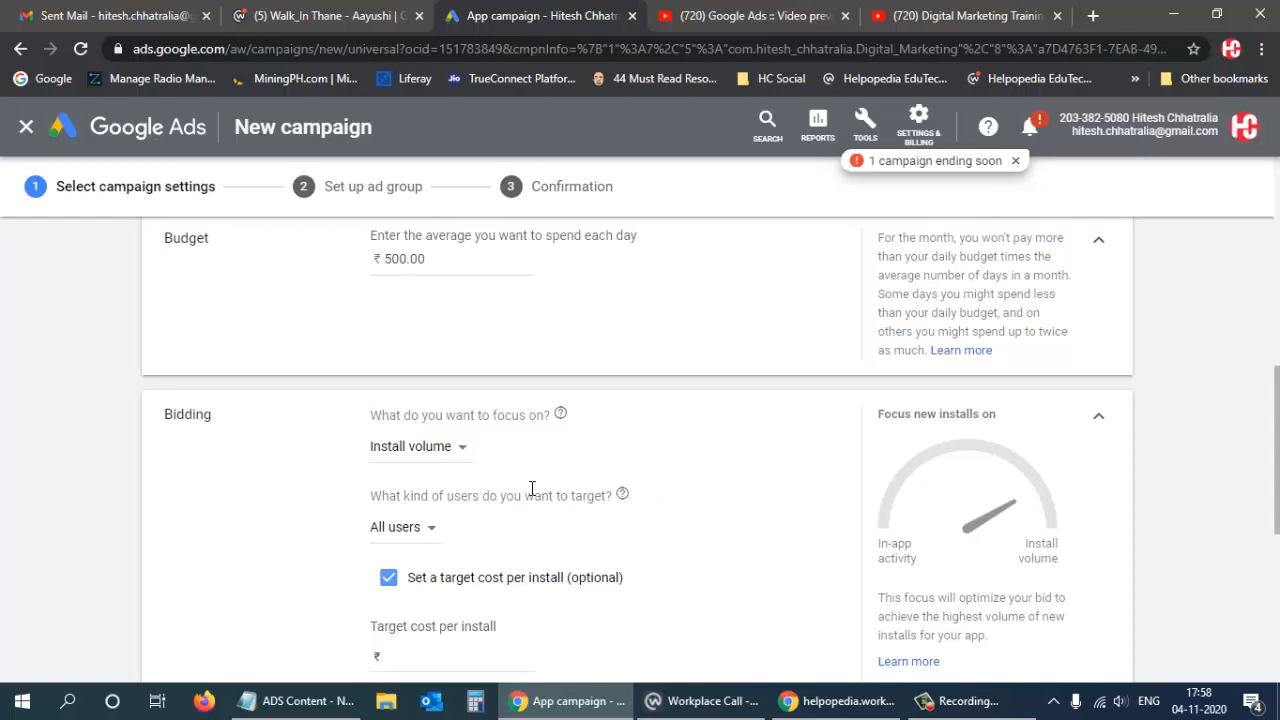 Sent Mail - hitesh.chhatralia@g
(5) Walk_In Thane - Aayushi | G
App campaign - Hitesh Chhatr
(720) Google Ads :: Video prev
(720) Digital Marketing Trainin
ads.google.com/aw/campaigns/new/universal?ocid=151783849&cmpnInfo=%7B"1"%3A7%2C"5"%3A"com.hitesh_chhatralia.Digital_Marketing"%2C"8"%3A"a7D4763F1-7EAB-49...
Google
Manage Radio Man...
MiningPH.com | Mi...
Liferay
Jio
TrueConnect Platfor...
44 Must Read Reso...
HC Social
Helpopedia EduTec...
Helpopedia EduTec...
»
Other bookmarks
Google Ads
New campaign
SEARCH
REPORTS
TOOLS
SETTINGS &
BILLING
203-382-5080 Hitesh Chhatralia
hitesh.chhatralia@gmail.com
1 campaign ending soon
1 Select campaign settings
2 Set up ad group
3 Confirmation
Budget
Enter the average you want to spend each day
₹ 500.00
For the month, you won't pay more
than your daily budget times the
average number of days in a month.
Some days you might spend less
than your daily budget, and on
others you might spend up to twice
as much. Learn more
Bidding
What do you want to focus on?
Install volume
What kind of users do you want to target?
All users
Set a target cost per install (optional)
Target cost per install
₹
Focus new installs on
In-app
activity
Install
volume
This focus will optimize your bid to
achieve the highest volume of new
installs for your app.
Learn more
ADS Content - N...
App campaign - ...
Workplace Call -...
helpopedia.work...
Recording...
ENG
17:58
04-11-2020
4